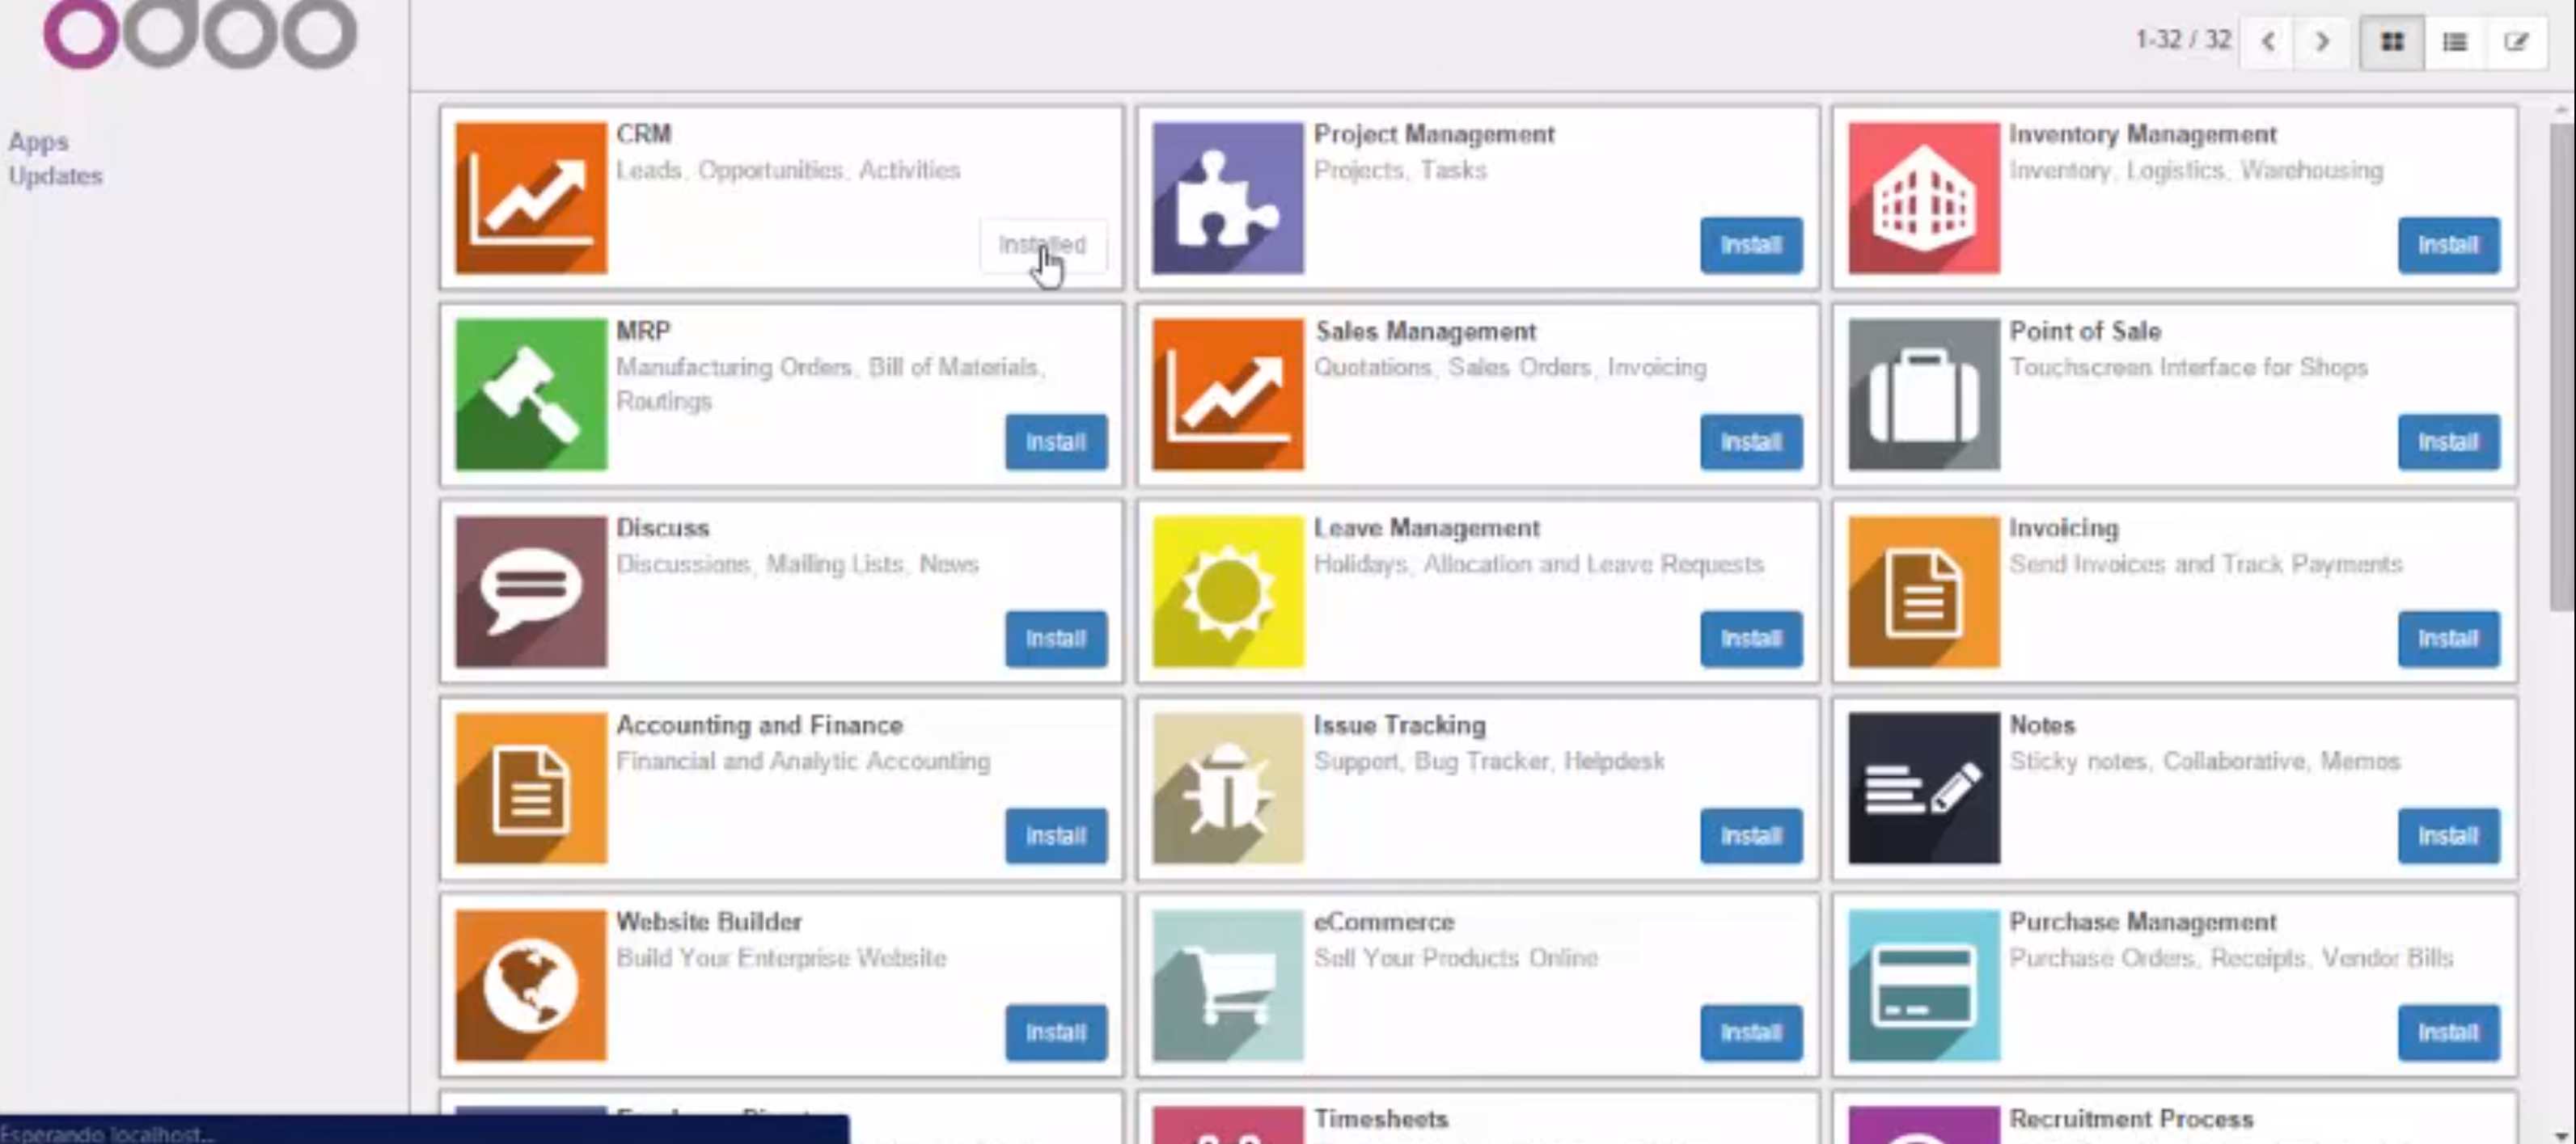 odoo
1-32 / 32
Apps
Updates
CRM
Leads, Opportunities, Activities
Installed
Project Management
Projects, Tasks
Install
Inventory Management
Inventory, Logistics, Warehousing
Install
MRP
Manufacturing Orders, Bill of Materials,
Routings
Install
Sales Management
Quotations, Sales Orders, Invoicing
Install
Point of Sale
Touchscreen Interface for Shops
Install
Discuss
Discussions, Mailing Lists, News
Install
Leave Management
Holidays, Allocation and Leave Requests
Install
Invoicing
Send Invoices and Track Payments
Install
Accounting and Finance
Financial and Analytic Accounting
Install
Issue Tracking
Support, Bug Tracker, Helpdesk
Install
Notes
Sticky notes, Collaborative, Memos
Install
Website Builder
Build Your Enterprise Website
Install
eCommerce
Sell Your Products Online
Install
Purchase Management
Purchase Orders, Receipts, Vendor Bills
Install
Timesheets
Recruitment Process
Esperando localhost...